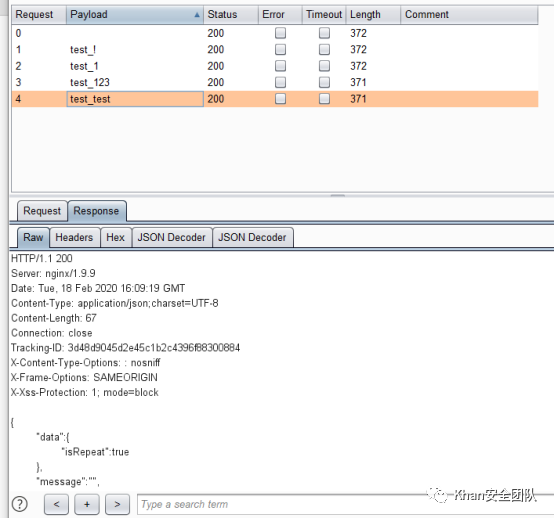 Request Payload Status Error Timeout Length Comment
0 200 372
1 test_! 200 372
2 test_1 200 372
3 test_123 200 371
4 test_test 200 371
Request Response
Raw Headers Hex JSON Decoder JSON Decoder
HTTP/1.1 200
Server: nginx/1.9.9
Date: Tue, 18 Feb 2020 16:09:19 GMT
Content-Type: application/json;charset=UTF-8
Content-Length: 67
Connection: close
Tracking-ID: 3d48d9045d2e45c1b2c4396f88300884
X-Content-Type-Options: : nosniff
X-Frame-Options: SAMEORIGIN
X-Xss-Protection: 1; mode=block
{
"data":{
"isRepeat":true
},
"message":"",
? < + > Type a search term
Khan安全团队